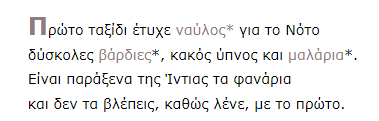 Πρώτο ταξίδι έτυχε ναύλος* για το Νότο
δύσκολες βάρδιες*, κακός ύπνος και μαλάρια*.
Είναι παράξενα της Ίντιας τα φανάρια
και δεν τα βλέπεις, καθώς λένε, με το πρώτο.